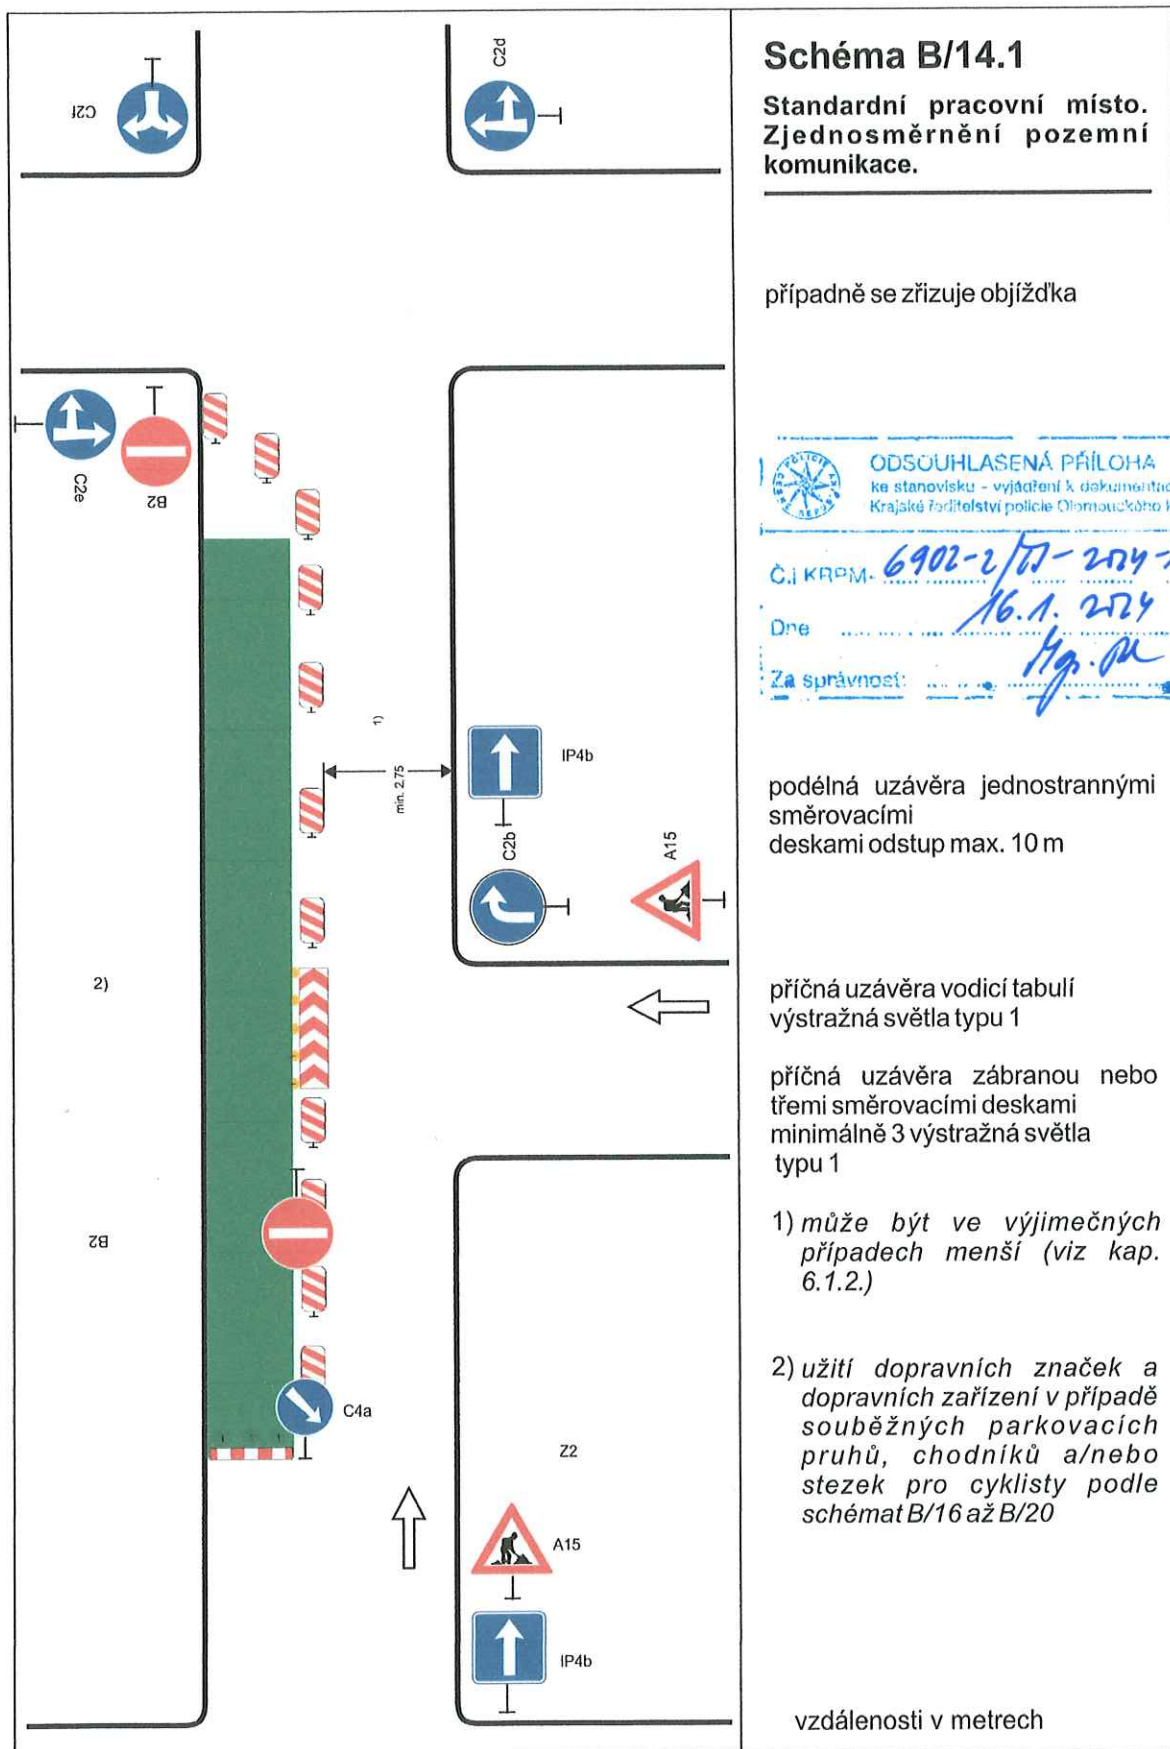 Schéma B/14.1
Standardní pracovní místo.
Zjednosměrnění pozemní
komunikace.
případně se zřizuje objížďka
ODSOUHLASENÁ PŘÍLOHA
ke stanovisku - vyjádření k dokumentac
Krajské ředitelství policie Olomouckého k
Č.j KRPM- 6902-2/
Dne 16.1. 2024
Za správnost: Mgr.
podélná uzávěra jednostrannými
směrovacími
deskami odstup max. 10 m
příčná uzávěra vodicí tabulí
výstražná světla typu 1
příčná uzávěra zábranou nebo
třemi směrovacími deskami
minimálně 3 výstražná světla
typu 1
1) může být ve výjimečných
případech menší (viz kap.
6.1.2.)
2) užití dopravních značek a
dopravních zařízení v případě
souběžných parkovacích
pruhů, chodníků a/nebo
stezek pro cyklisty podle
schémat B/16 až B/20
vzdálenosti v metrech
C2f
C2d
C2e
B2
1)
min. 2.75
IP4b
C2b
A15
2)
B2
C4a
Z2
A15
IP4b